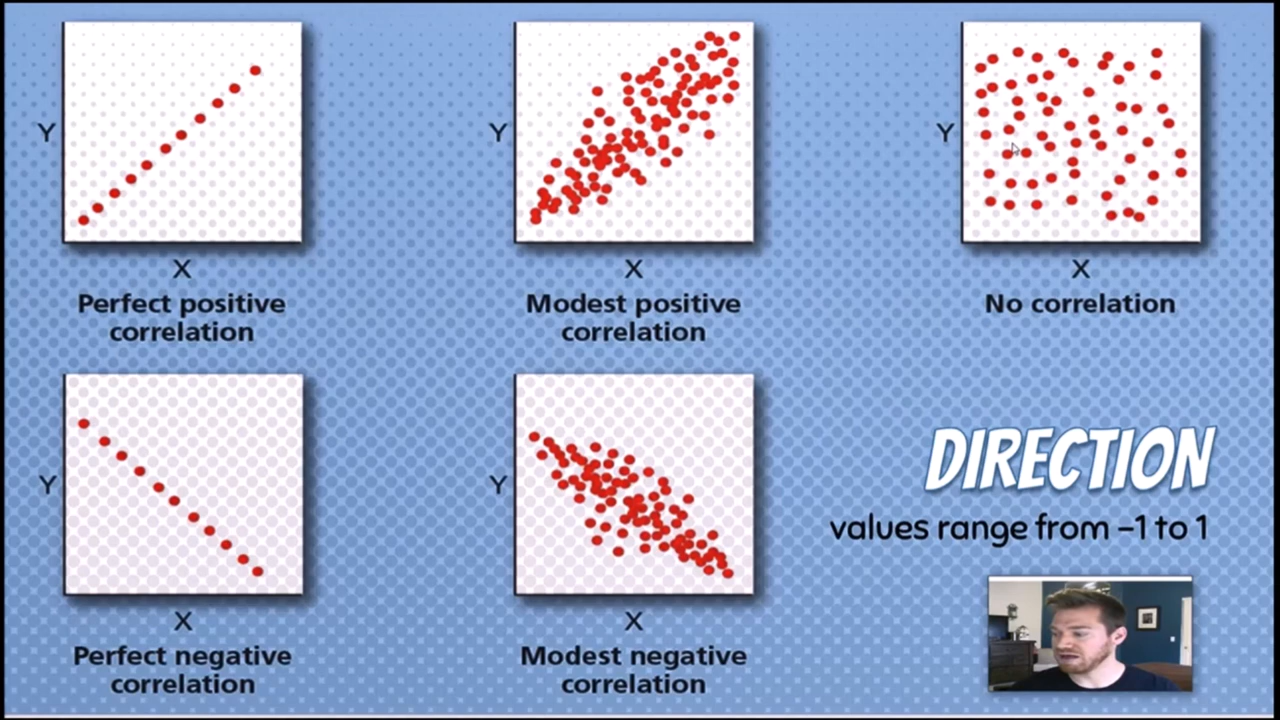 Y
X
Perfect positive
correlation
Y
X
Modest positive
correlation
Y
X
No correlation
Y
X
Perfect negative
correlation
Y
X
Modest negative
correlation
DIRECTION
values range from –1 to 1